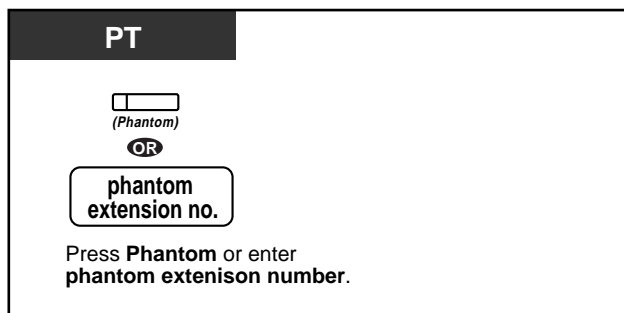 PT
(Phantom)
OR
phantom
extension no.
Press Phantom or enter
phantom extenison number.